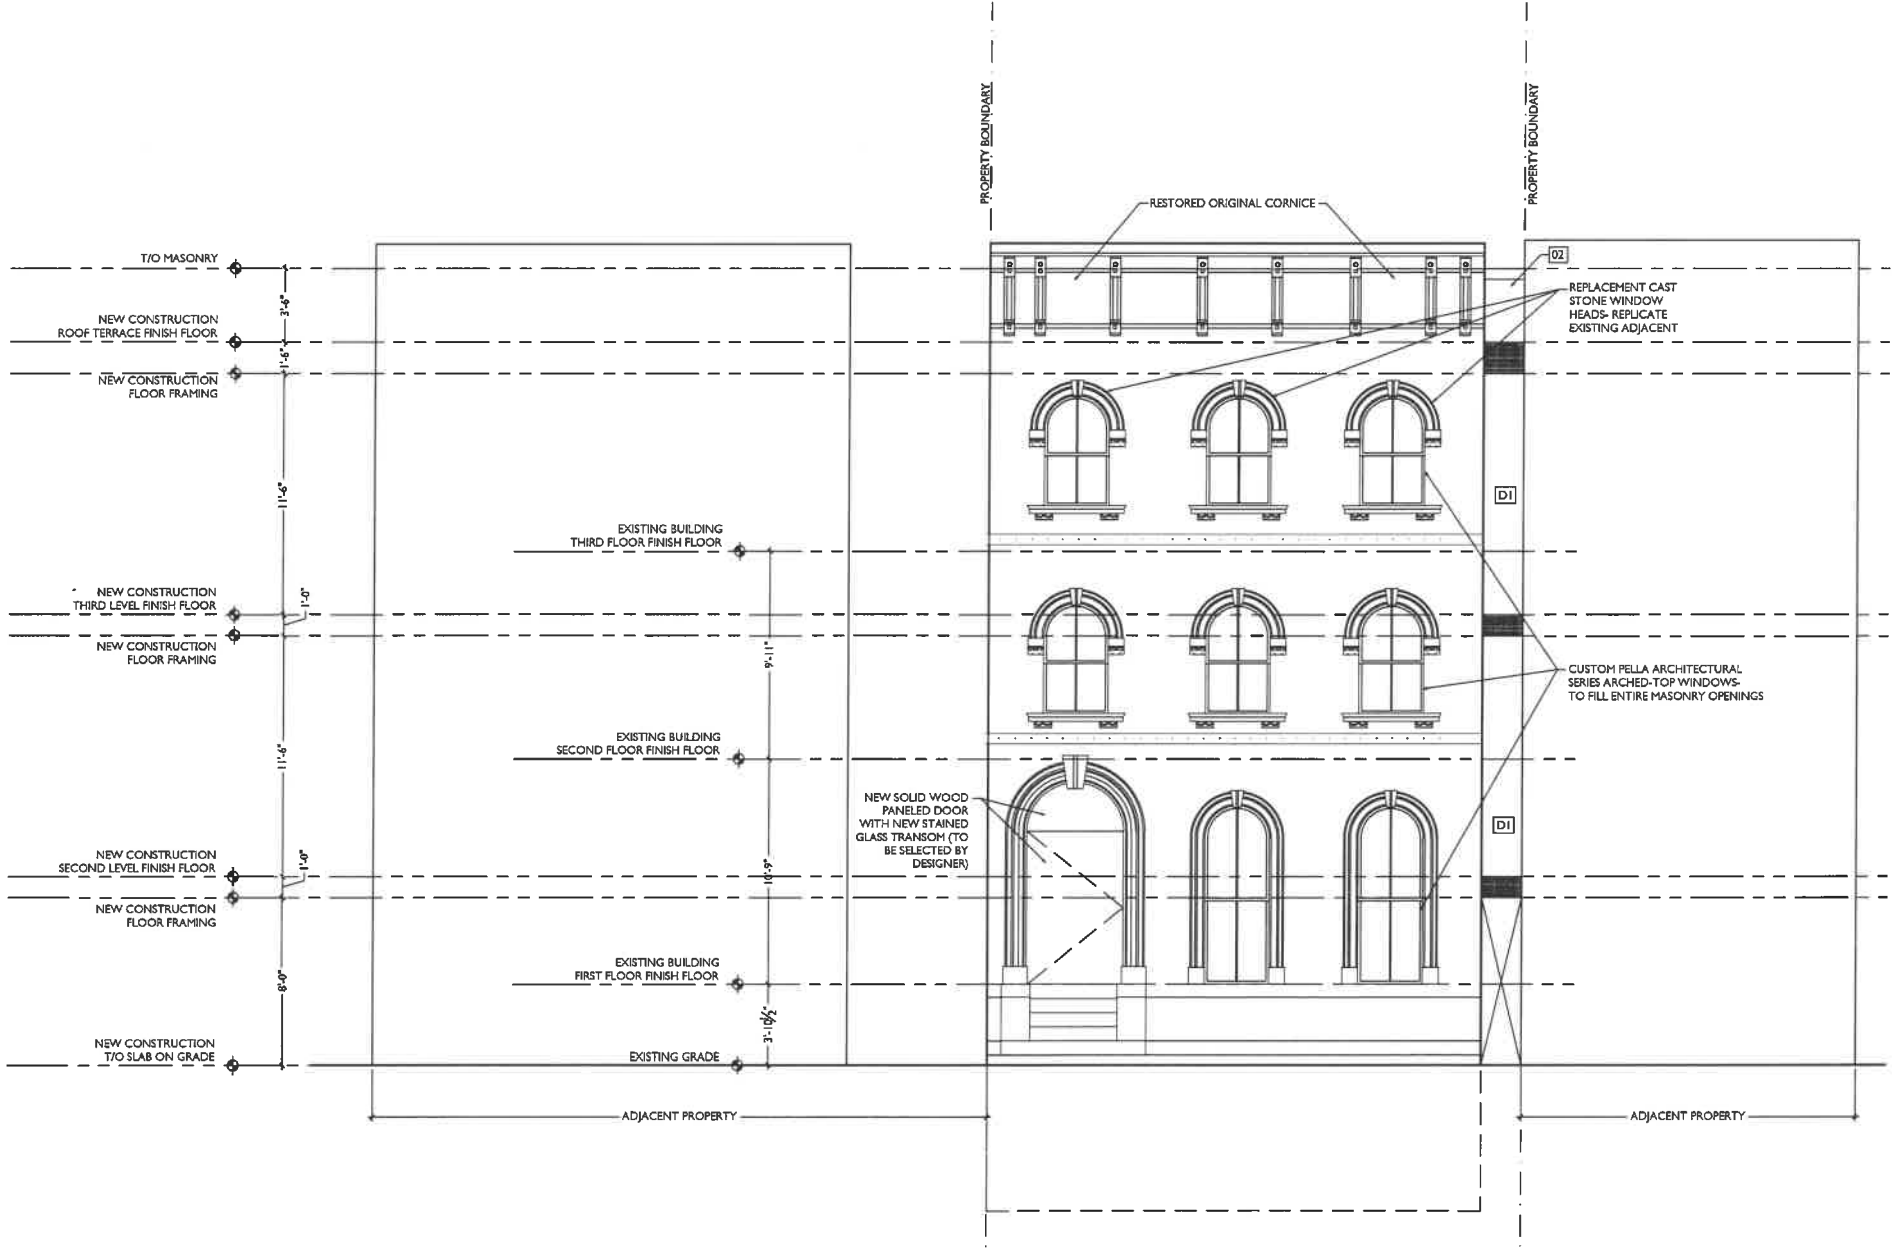 PROPERTY BOUNDARY
PROPERTY BOUNDARY
RESTORED ORIGINAL CORNICE
02
T/O MASONRY
3'-6"
REPLACEMENT CAST
STONE WINDOW
HEADS- REPLICATE
EXISTING ADJACENT
NEW CONSTRUCTION
ROOF TERRACE FINISH FLOOR
1'-6"
NEW CONSTRUCTION
FLOOR FRAMING
11'-6"
D1
EXISTING BUILDING
THIRD FLOOR FINISH FLOOR
NEW CONSTRUCTION
THIRD LEVEL FINISH FLOOR
1'-0"
NEW CONSTRUCTION
FLOOR FRAMING
9'-11"
CUSTOM PELLA ARCHITECTURAL
SERIES ARCHED-TOP WINDOWS-
TO FILL ENTIRE MASONRY OPENINGS
11'-6"
EXISTING BUILDING
SECOND FLOOR FINISH FLOOR
NEW SOLID WOOD
PANELED DOOR
WITH NEW STAINED
GLASS TRANSOM (TO
BE SELECTED BY
DESIGNER)
D1
NEW CONSTRUCTION
SECOND LEVEL FINISH FLOOR
1'-0"
10'-9"
NEW CONSTRUCTION
FLOOR FRAMING
EXISTING BUILDING
FIRST FLOOR FINISH FLOOR
8'-0"
3'-10½"
NEW CONSTRUCTION
T/O SLAB ON GRADE
EXISTING GRADE
ADJACENT PROPERTY
ADJACENT PROPERTY